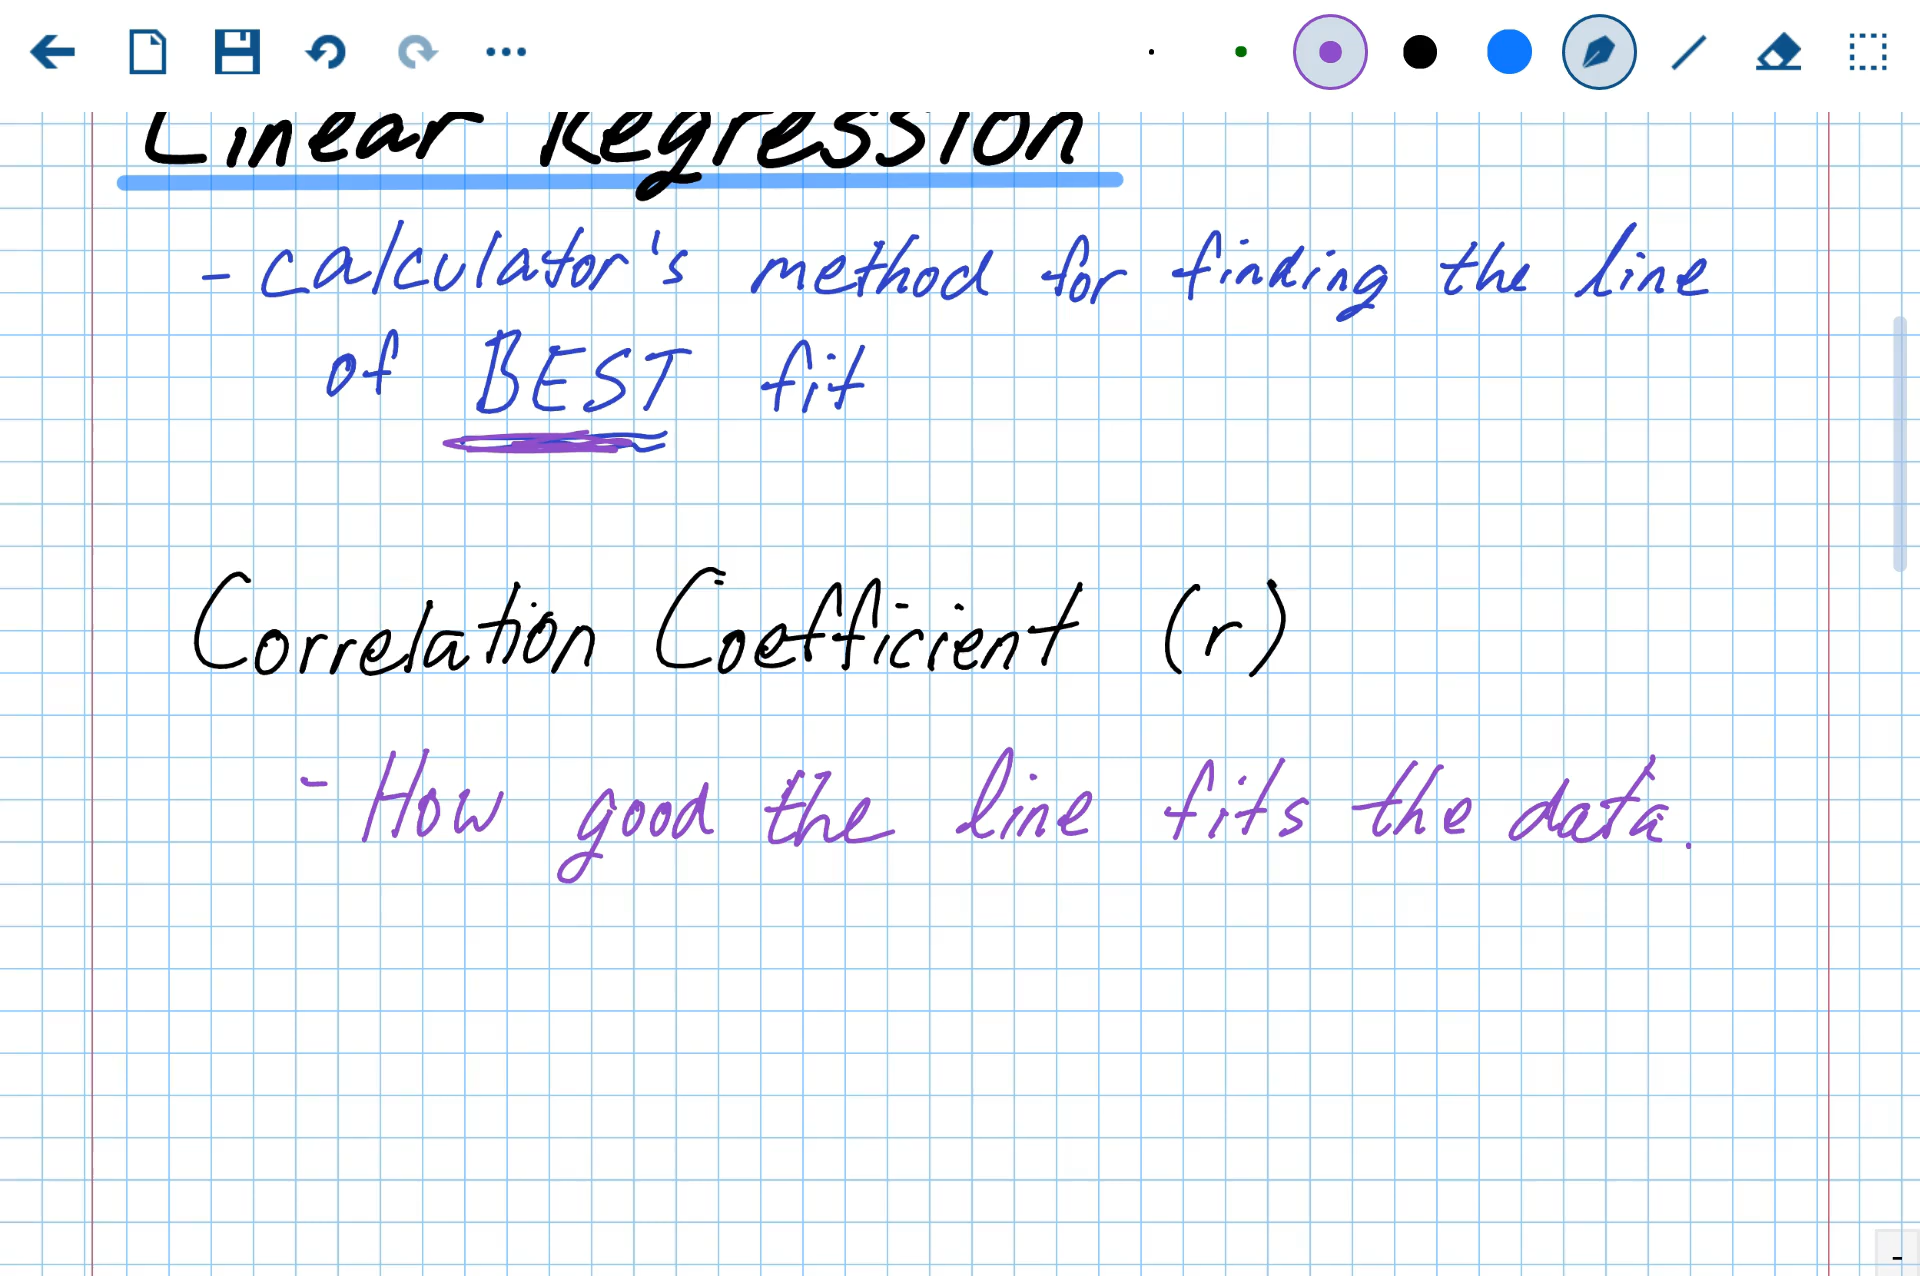 Linear Regression
- calculator's method for finding the line
of BEST fit
Correlation Coefficient (r)
- How good the line fits the data.